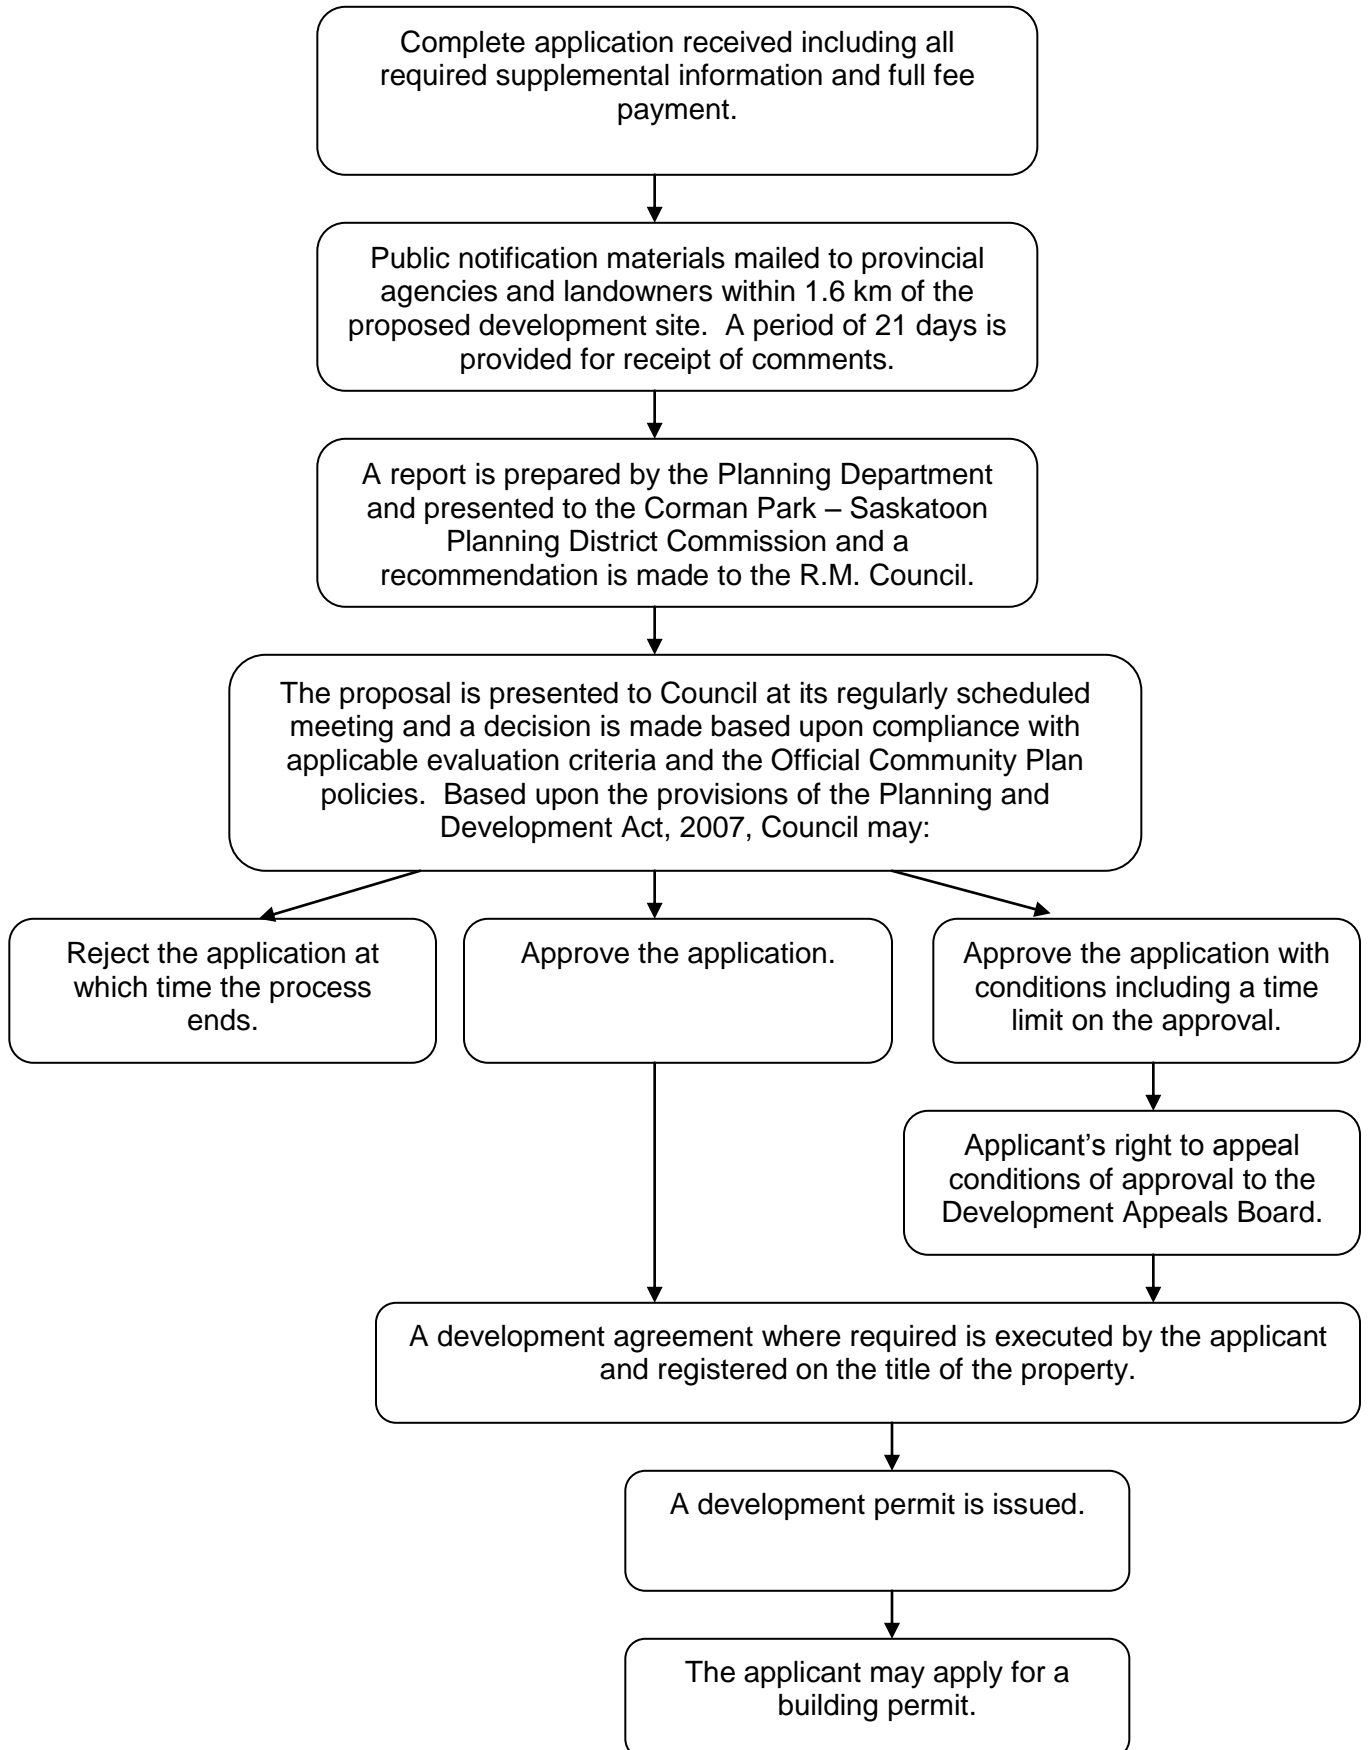 Complete application received including all
required supplemental information and full fee
payment.
Public notification materials mailed to provincial
agencies and landowners within 1.6 km of the
proposed development site.  A period of 21 days is
provided for receipt of comments.
A report is prepared by the Planning Department
and presented to the Corman Park – Saskatoon
Planning District Commission and a
recommendation is made to the R.M. Council.
The proposal is presented to Council at its regularly scheduled
meeting and a decision is made based upon compliance with
applicable evaluation criteria and the Official Community Plan
policies.  Based upon the provisions of the Planning and
Development Act, 2007, Council may:
Reject the application at
which time the process
ends.
Approve the application.
Approve the application with
conditions including a time
limit on the approval.
Applicant’s right to appeal
conditions of approval to the
Development Appeals Board.
A development agreement where required is executed by the applicant
and registered on the title of the property.
A development permit is issued.
The applicant may apply for a
building permit.